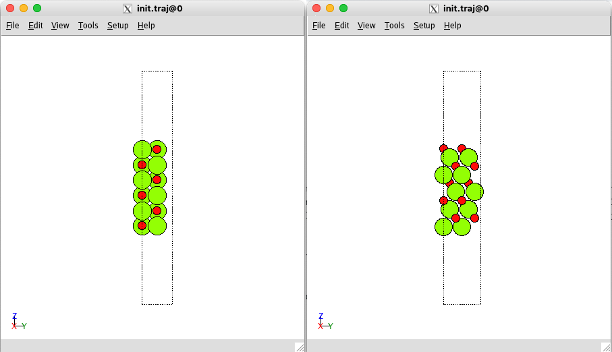 init.traj@0
File Edit View Tools Setup Help
Z
X Y
init.traj@0
File Edit View Tools Setup Help
Z
X Y